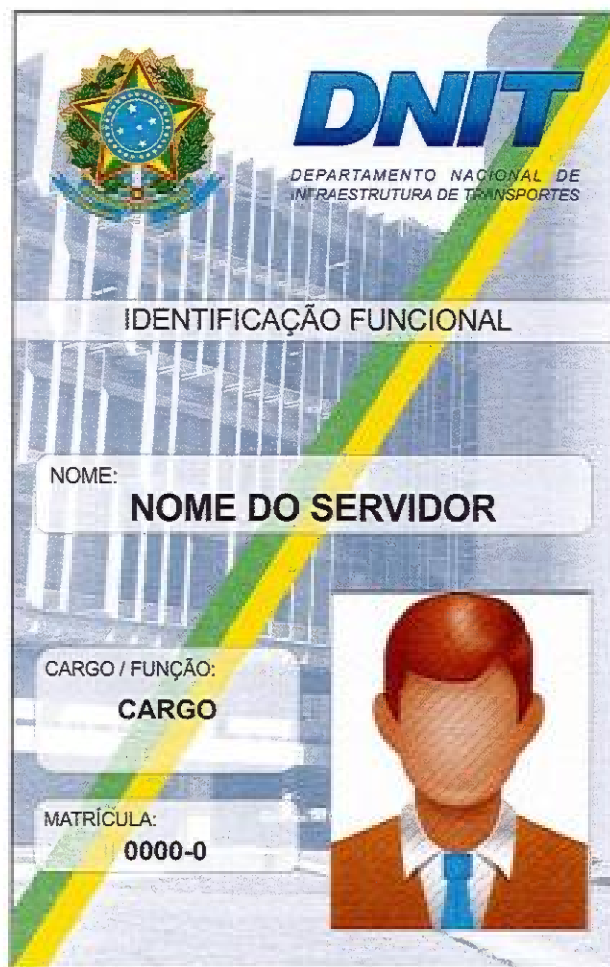 DNIT
DEPARTAMENTO NACIONAL DE
INFRAESTRUTURA DE TRANSPORTES
IDENTIFICAÇÃO FUNCIONAL
NOME:
NOME DO SERVIDOR
CARGO / FUNÇÃO:
CARGO
MATRÍCULA:
0000-0